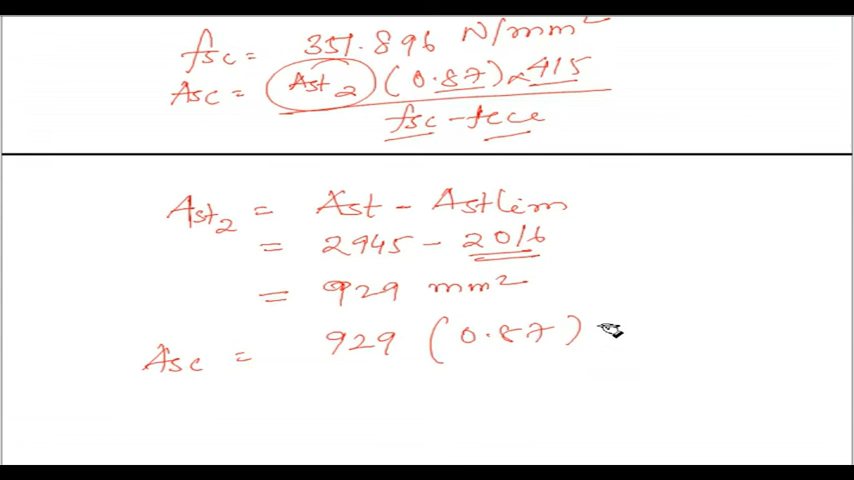 fsc = 351.896 N/mm²
Asc = Ast₂ (0.87) × 415
fsc - fccc
Ast₂ = Ast - Astlim
= 2945 - 2016
= 929 mm²
Asc = 929 (0.87)